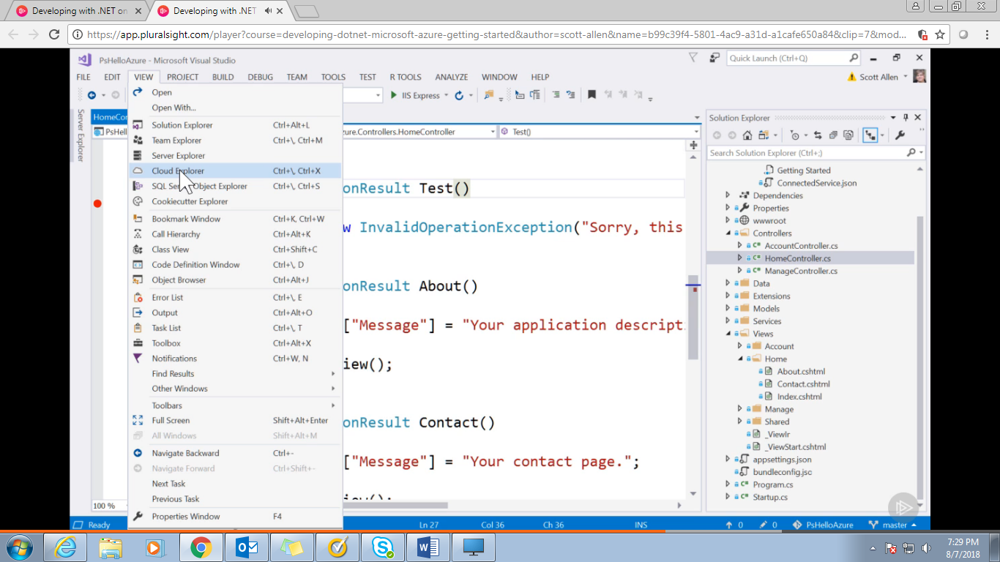 Developing with .NET on
Developing with .NET
https://app.pluralsight.com/player?course=developing-dotnet-microsoft-azure-getting-started&author=scott-allen&name=b99c39f4-5801-4ac9-a31d-a1cafe650a84&clip=7&mod...
PsHelloAzure - Microsoft Visual Studio
Quick Launch (Ctrl+Q)
FILE EDIT VIEW PROJECT BUILD DEBUG TEAM TOOLS TEST R TOOLS ANALYZE WINDOW HELP
Scott Allen
IIS Express
Server Explorer
HomeCon
PsHell
zure.Controllers.HomeController
Test()
Open
Open With...
Solution Explorer Ctrl+Alt+L
Team Explorer Ctrl+\, Ctrl+M
Server Explorer
Cloud Explorer Ctrl+\, Ctrl+X
SQL Serv Object Explorer Ctrl+\, Ctrl+S
Cookiecutter Explorer
Bookmark Window Ctrl+K, Ctrl+W
Call Hierarchy Ctrl+Alt+K
Class View Ctrl+Shift+C
Code Definition Window Ctrl+\, D
Object Browser Ctrl+Alt+J
Error List Ctrl+\, E
Output Ctrl+Alt+O
Task List Ctrl+\, T
Toolbox Ctrl+Alt+X
Notifications Ctrl+W, N
Find Results
Other Windows
Toolbars
Full Screen Shift+Alt+Enter
All Windows Shift+Alt+M
Navigate Backward Ctrl+-
Navigate Forward Ctrl+Shift+-
Next Task
Previous Task
Properties Window F4
onResult Test()
w InvalidOperationException("Sorry, this
onResult About()
["Message"] = "Your application descripti
iew();
onResult Contact()
["Message"] = "Your contact page.";
iew();
100 %
Solution Explorer
Search Solution Explorer (Ctrl+;)
Getting Started
ConnectedService.json
Dependencies
Properties
wwwroot
Controllers
C# AccountController.cs
C# HomeController.cs
C# ManageController.cs
Data
Extensions
Models
Services
Views
Account
Home
About.cshtml
Contact.cshtml
Index.cshtml
Manage
Shared
_ViewIr
_ViewStart.cshtml
appsettings.json
bundleconfig.jsc
C# Program.cs
C# Startup.cs
Ready Ln 27 Col 36 Ch 36 INS 0 0 PsHelloAzure master
7:29 PM
8/7/2018